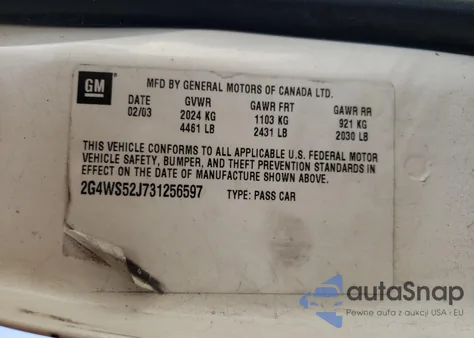 GM
MFD BY GENERAL MOTORS OF CANADA LTD.
DATE GVWR GAWR FRT GAWR RR
02/03 2024 KG 1103 KG 921 KG
4461 LB 2431 LB 2030 LB
THIS VEHICLE CONFORMS TO ALL APPLICABLE U.S. FEDERAL MOTOR
VEHICLE SAFETY, BUMPER, AND THEFT PREVENTION STANDARDS IN
EFFECT ON THE DATE OF MANUFACTURE SHOWN ABOVE.
2G4WS52J731256597 TYPE: PASS CAR
autoSnap
Pewne auta z aukcji USA i EU